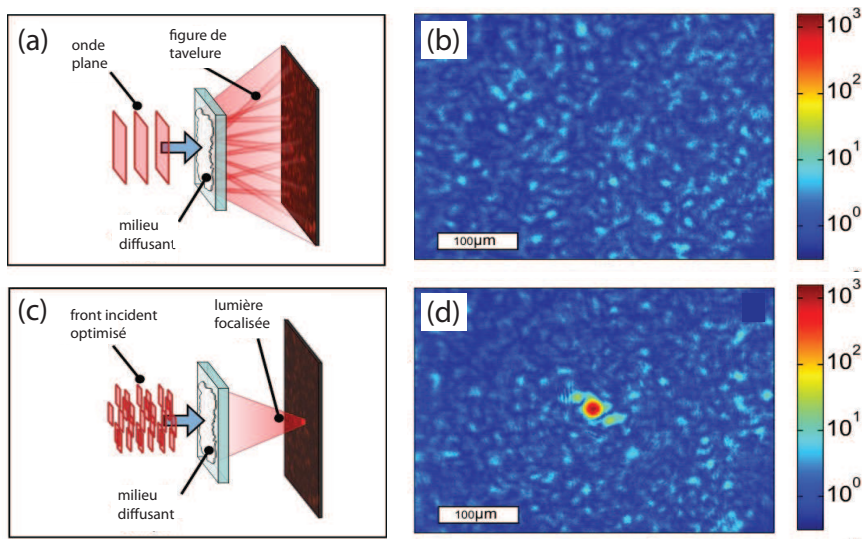 (a)
onde
plane
figure de
tavelure
milieu
diffusant
(b)
100µm
10³
10²
10¹
10⁰
(c)
front incident
optimisé
lumière
focalisée
milieu
diffusant
(d)
100µm
10³
10²
10¹
10⁰